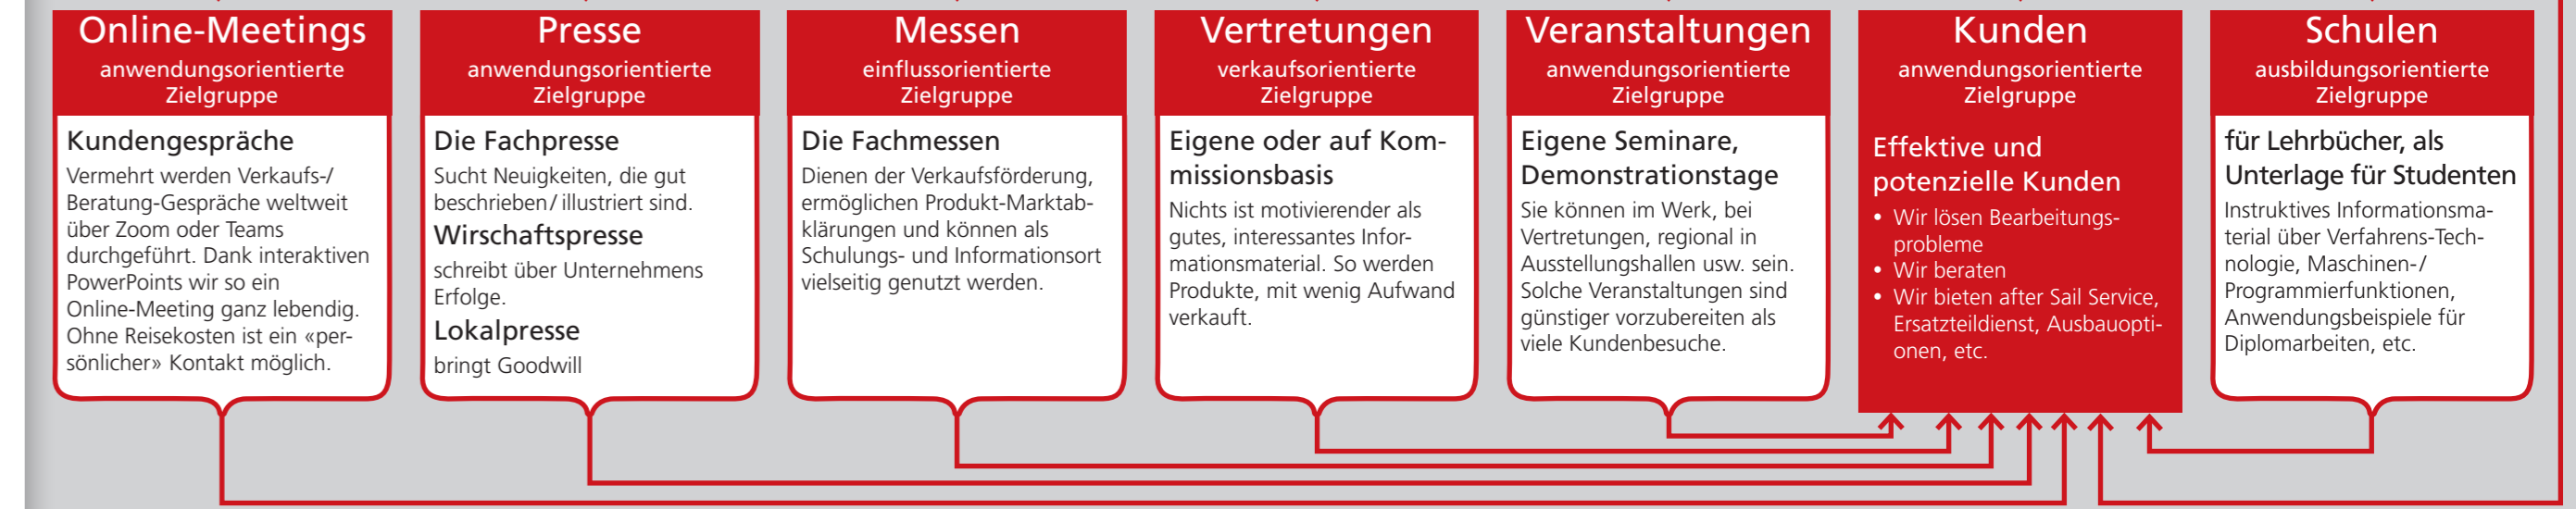 Online-Meetings
anwendungsorientierte
Zielgruppe
Kundengespräche
Vermehrt werden Verkaufs-/
Beratung-Gespräche weltweit
über Zoom oder Teams
durchgeführt. Dank interaktiven
PowerPoints wir so ein
Online-Meeting ganz lebendig.
Ohne Reisekosten ist ein «per-
sönlicher» Kontakt möglich.
Presse
anwendungsorientierte
Zielgruppe
Die Fachpresse
Sucht Neuigkeiten, die gut
beschrieben/ illustriert sind.
Wirschaftspresse
schreibt über Unternehmens
Erfolge.
Lokalpresse
bringt Goodwill
Messen
einflussorientierte
Zielgruppe
Die Fachmessen
Dienen der Verkaufsförderung,
ermöglichen Produkt-Marktab-
klärungen und können als
Schulungs- und Informationsort
vielseitig genutzt werden.
Vertretungen
verkaufsorientierte
Zielgruppe
Eigene oder auf Kom-
missionsbasis
Nichts ist motivierender als
gutes, interessantes Infor-
mationsmaterial. So werden
Produkte, mit wenig Aufwand
verkauft.
Veranstaltungen
anwendungsorientierte
Zielgruppe
Eigene Seminare,
Demonstrationstage
Sie können im Werk, bei
Vertretungen, regional in
Ausstellungshallen usw. sein.
Solche Veranstaltungen sind
günstiger vorzubereiten als
viele Kundenbesuche.
Kunden
anwendungsorientierte
Zielgruppe
Effektive und
potenzielle Kunden
• Wir lösen Bearbeitungs-
probleme
• Wir beraten
• Wir bieten after Sail Service,
Ersatzteildienst, Ausbauopti-
onen, etc.
Schulen
ausbildungsorientierte
Zielgruppe
für Lehrbücher, als
Unterlage für Studenten
Instruktives Informationsma-
terial über Verfahrens-Tech-
nologie, Maschinen-/
Programmierfunktionen,
Anwendungsbeispiele für
Diplomarbeiten, etc.